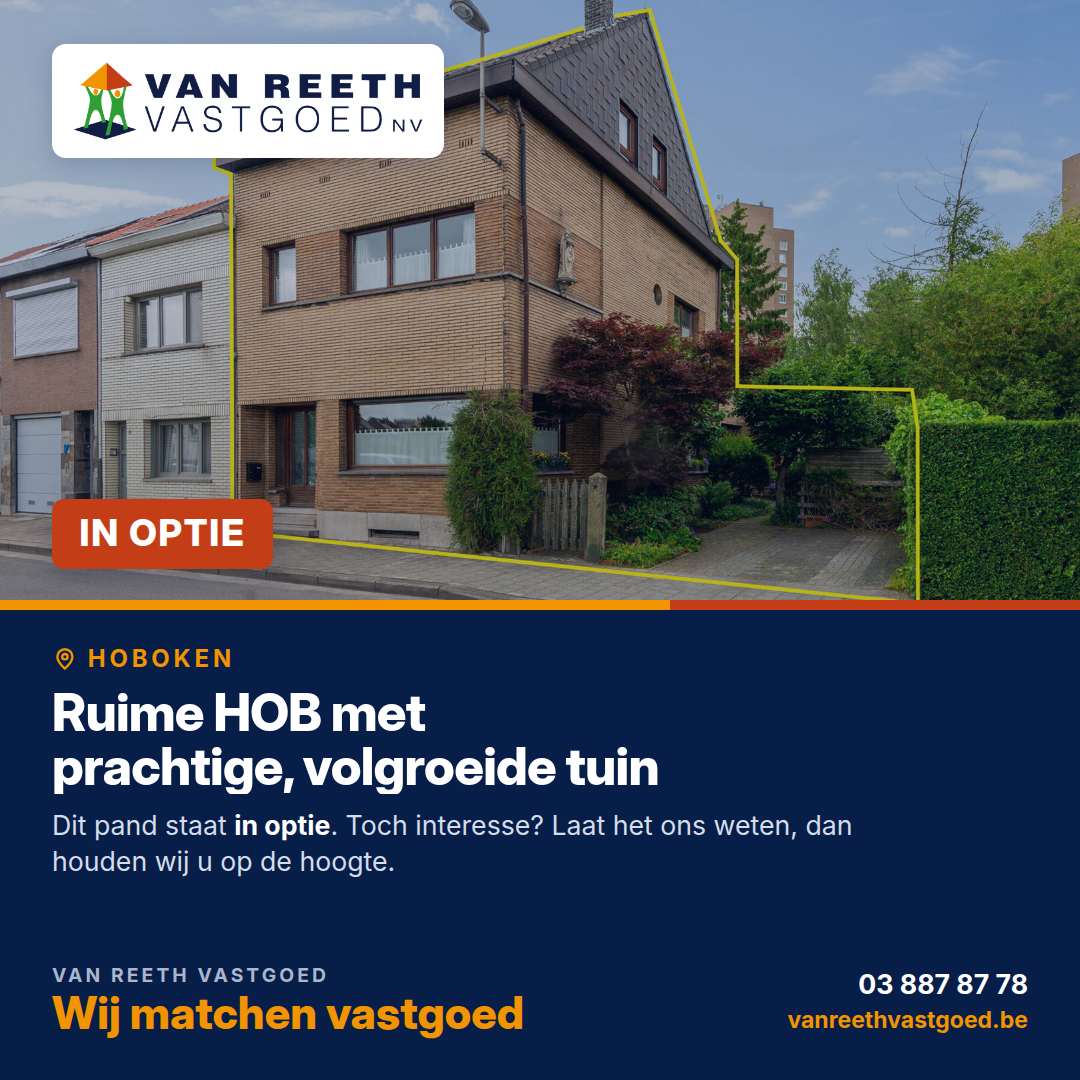 VAN REETH
VASTGOED NV
IN OPTIE
HOBOKEN
Ruime HOB met
prachtige, volgroeide tuin
Dit pand staat in optie. Toch interesse? Laat het ons weten, dan
houden wij u op de hoogte.
VAN REETH VASTGOED
Wij matchen vastgoed
03 887 87 78
vanreethvastgoed.be